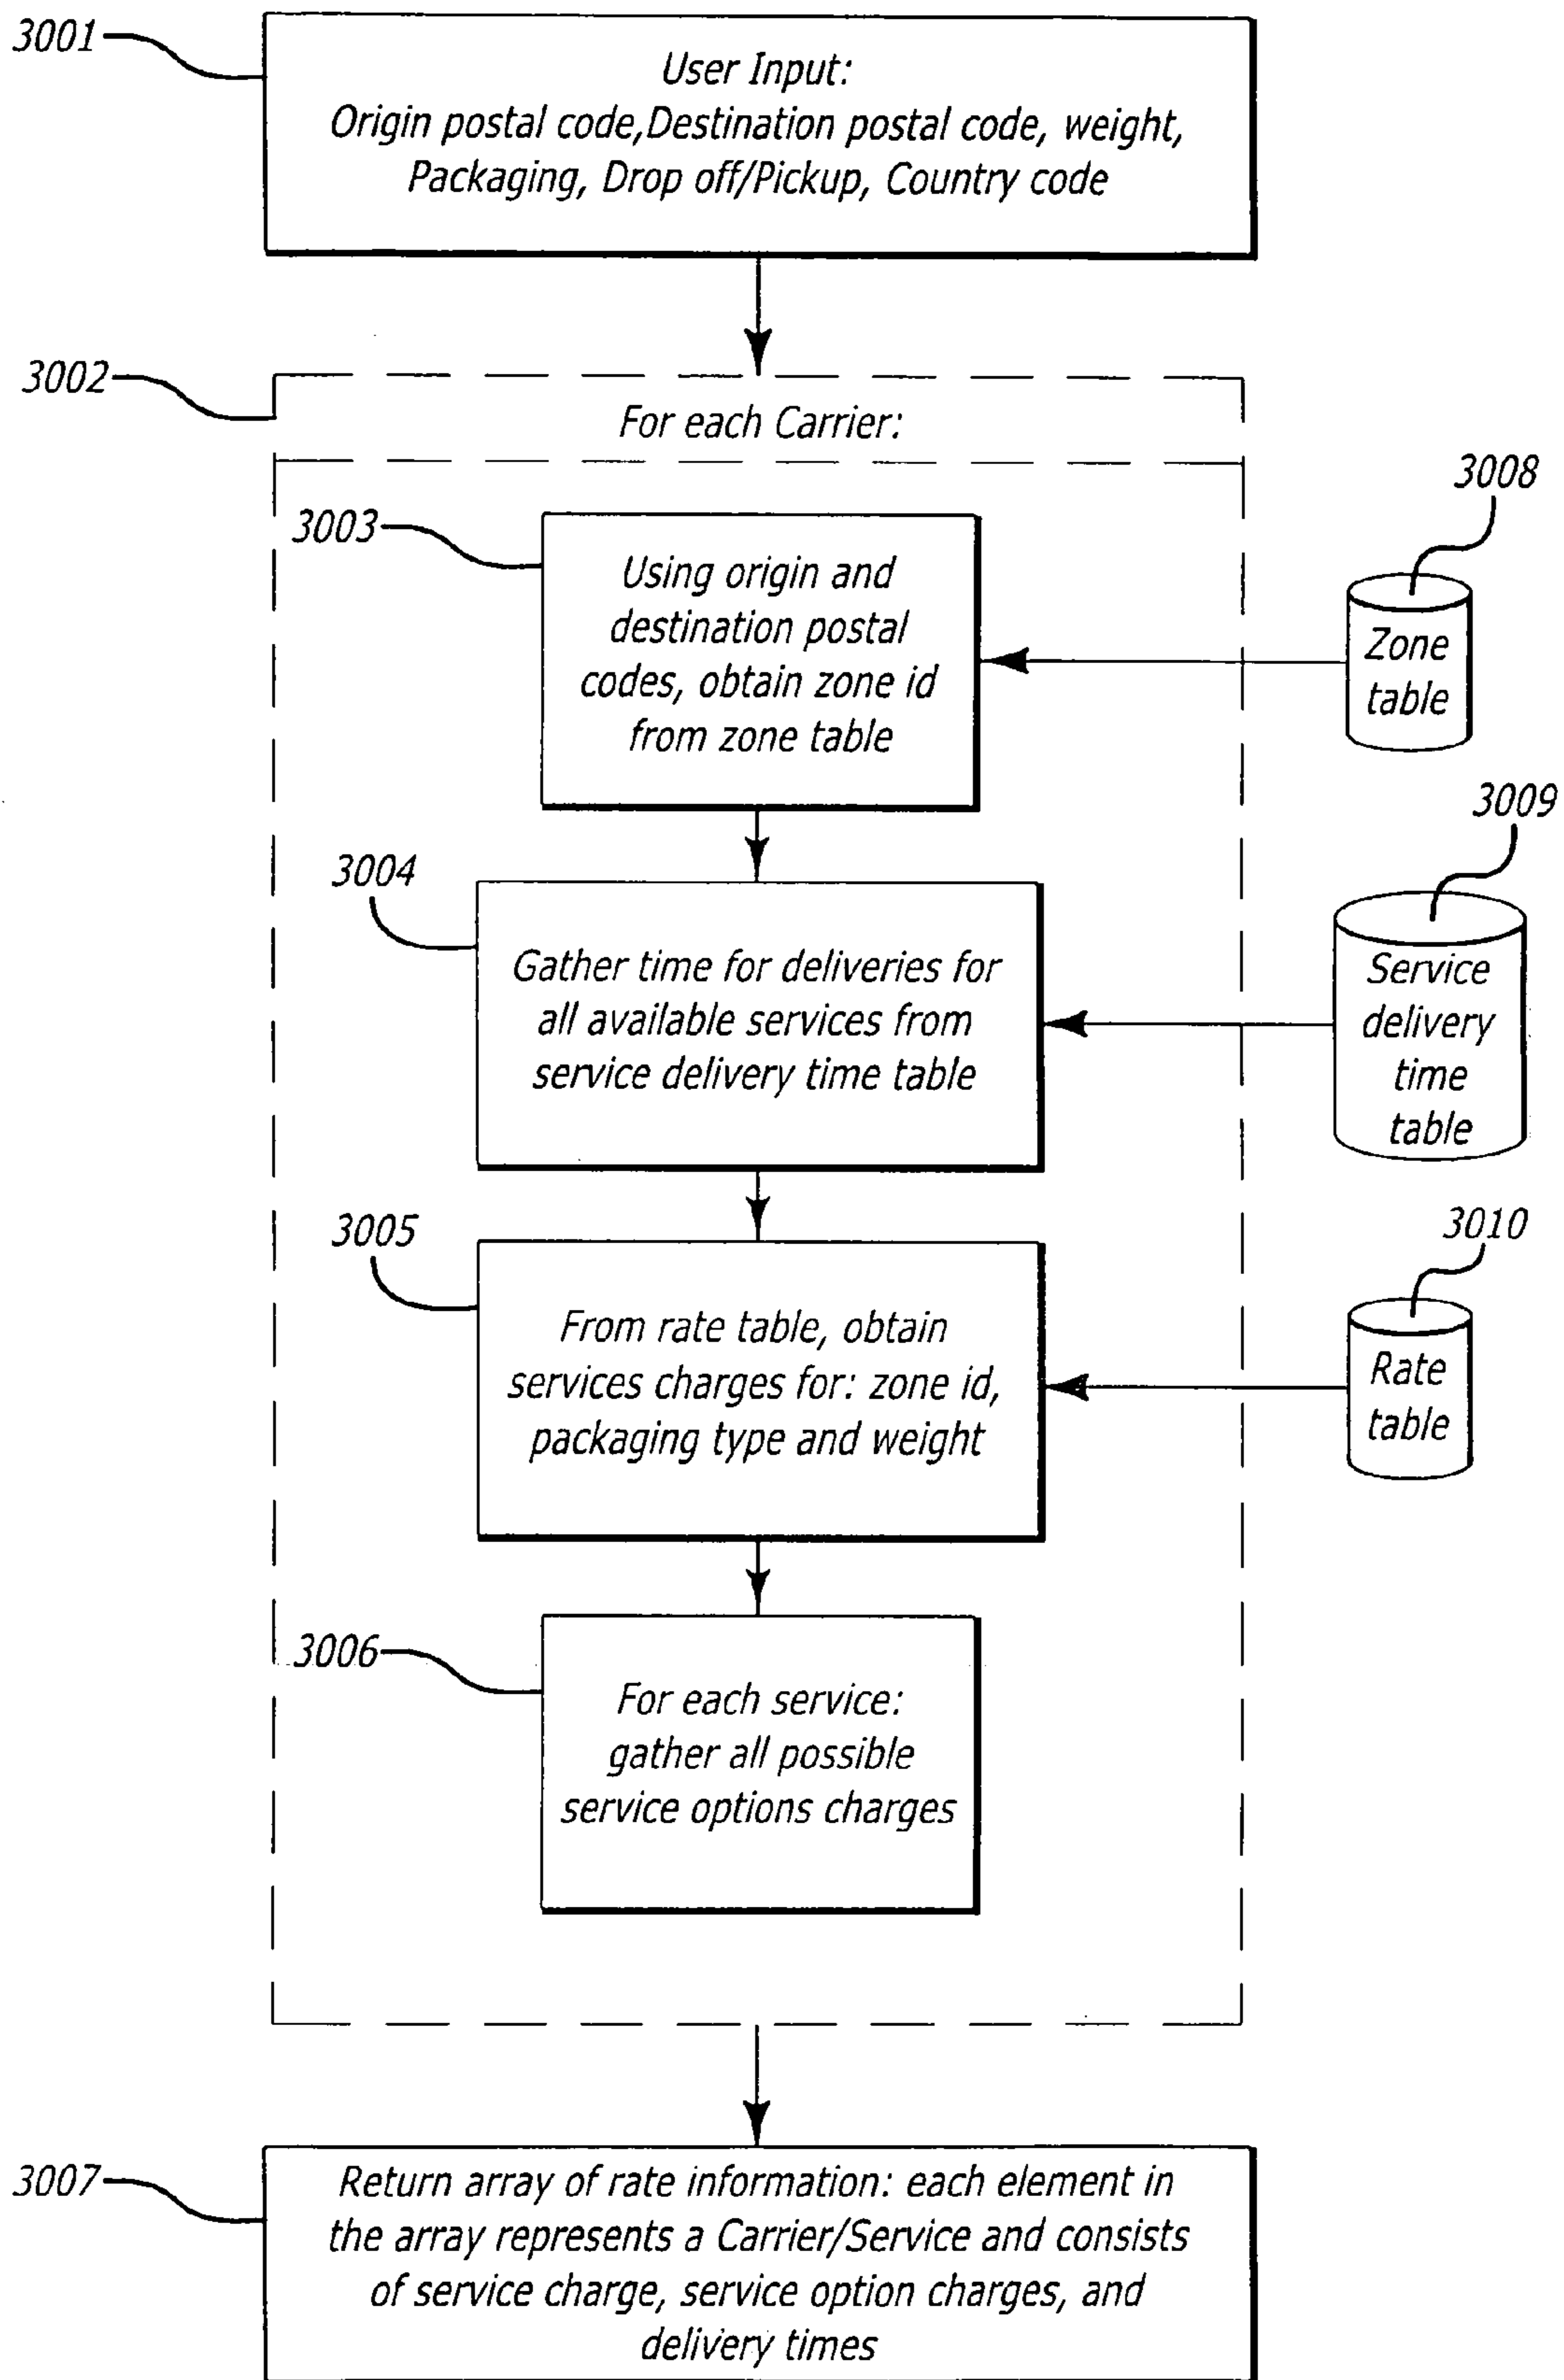 3001
User Input:
Origin postal code,Destination postal code, weight,
Packaging, Drop off/Pickup, Country code
3002
For each Carrier:
3003
Using origin and
destination postal
codes, obtain zone id
from zone table
3008
Zone
table
3004
Gather time for deliveries for
all available services from
service delivery time table
3009
Service
delivery
time
table
3005
From rate table, obtain
services charges for: zone id,
packaging type and weight
3010
Rate
table
3006
For each service:
gather all possible
service options charges
3007
Return array of rate information: each element in
the array represents a Carrier/Service and consists
of service charge, service option charges, and
delivery times